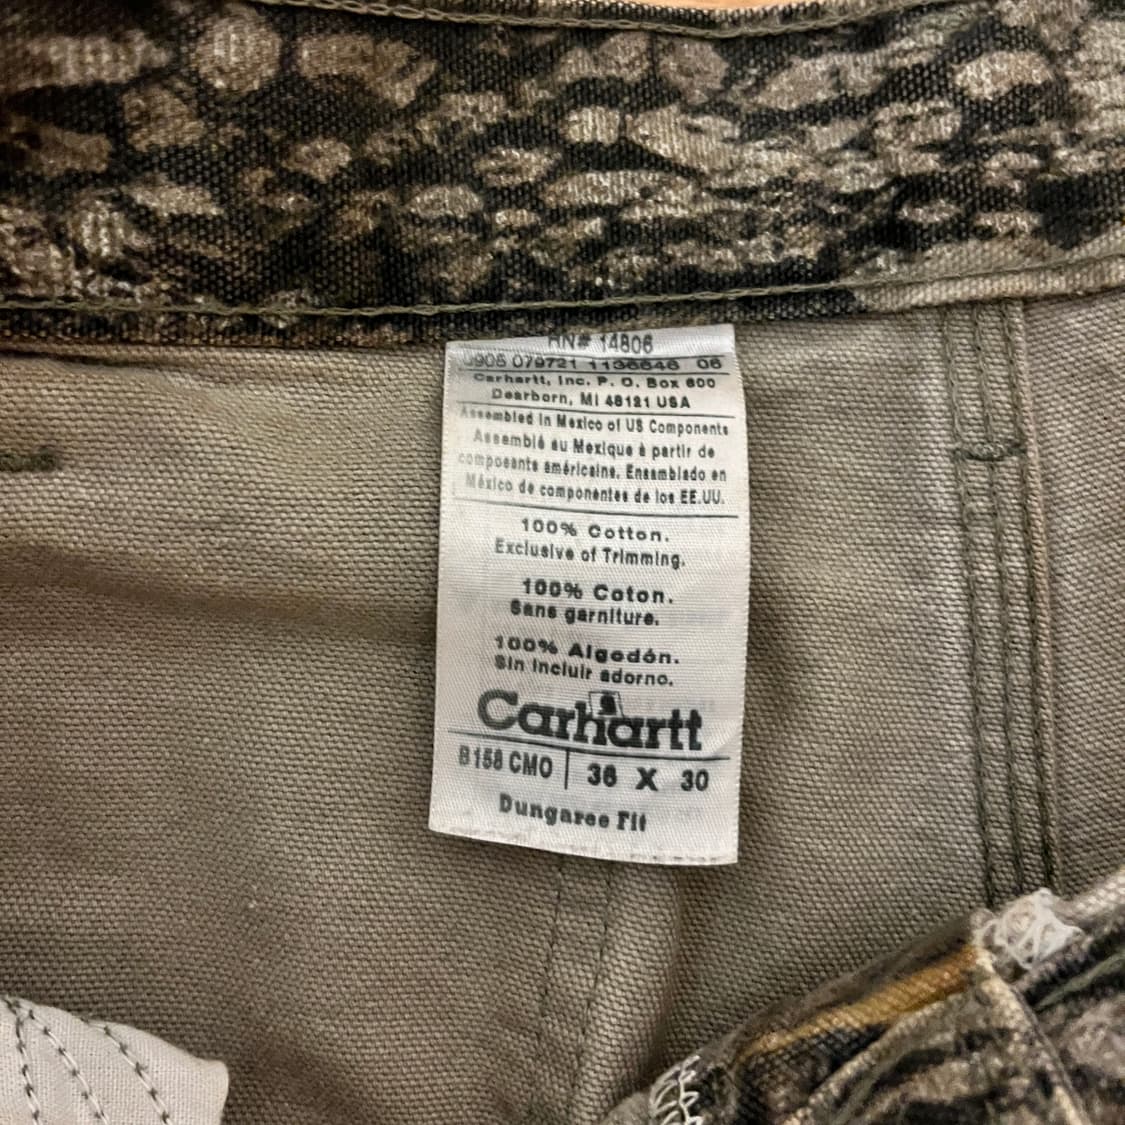 RN# 14806
0905 079721 1136646 06
Carhartt, Inc. P. O. Box 600
Dearborn, MI 48121 USA
Assembled in Mexico of US Components
Assemblé au Mexique à partir de
composants américains. Ensamblado en
México de componentes de los EE.UU.
100% Cotton.
Exclusive of Trimming.
100% Coton.
Sans garniture.
100% Algodón.
Sin incluir adorno.
Carhartt
B158 CMO 36 X 30
Dungaree Fit